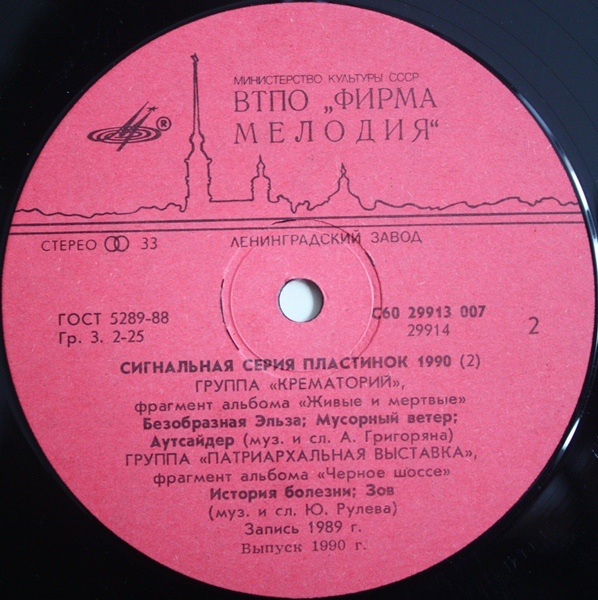 МИНИСТЕРСТВО КУЛЬТУРЫ СССР
ВТПО „ФИРМА
МЕЛОДИЯ“
®
СТЕРЕО 33
ЛЕНИНГРАДСКИЙ ЗАВОД
ГОСТ 5289-88
Гр. 3. 2-25
С60 29913 007
29914
2
СИГНАЛЬНАЯ СЕРИЯ ПЛАСТИНОК 1990 (2)
ГРУППА «КРЕМАТОРИЙ»,
фрагмент альбома «Живые и мертвые»
Безобразная Эльза; Мусорный ветер;
Аутсайдер (муз. и сл. А. Григоряна)
ГРУППА «ПАТРИАРХАЛЬНАЯ ВЫСТАВКА»,
фрагмент альбома «Черное шоссе»
История болезни; Зов
(муз. и сл. Ю. Рулева)
Запись 1989 г.
Выпуск 1990 г.